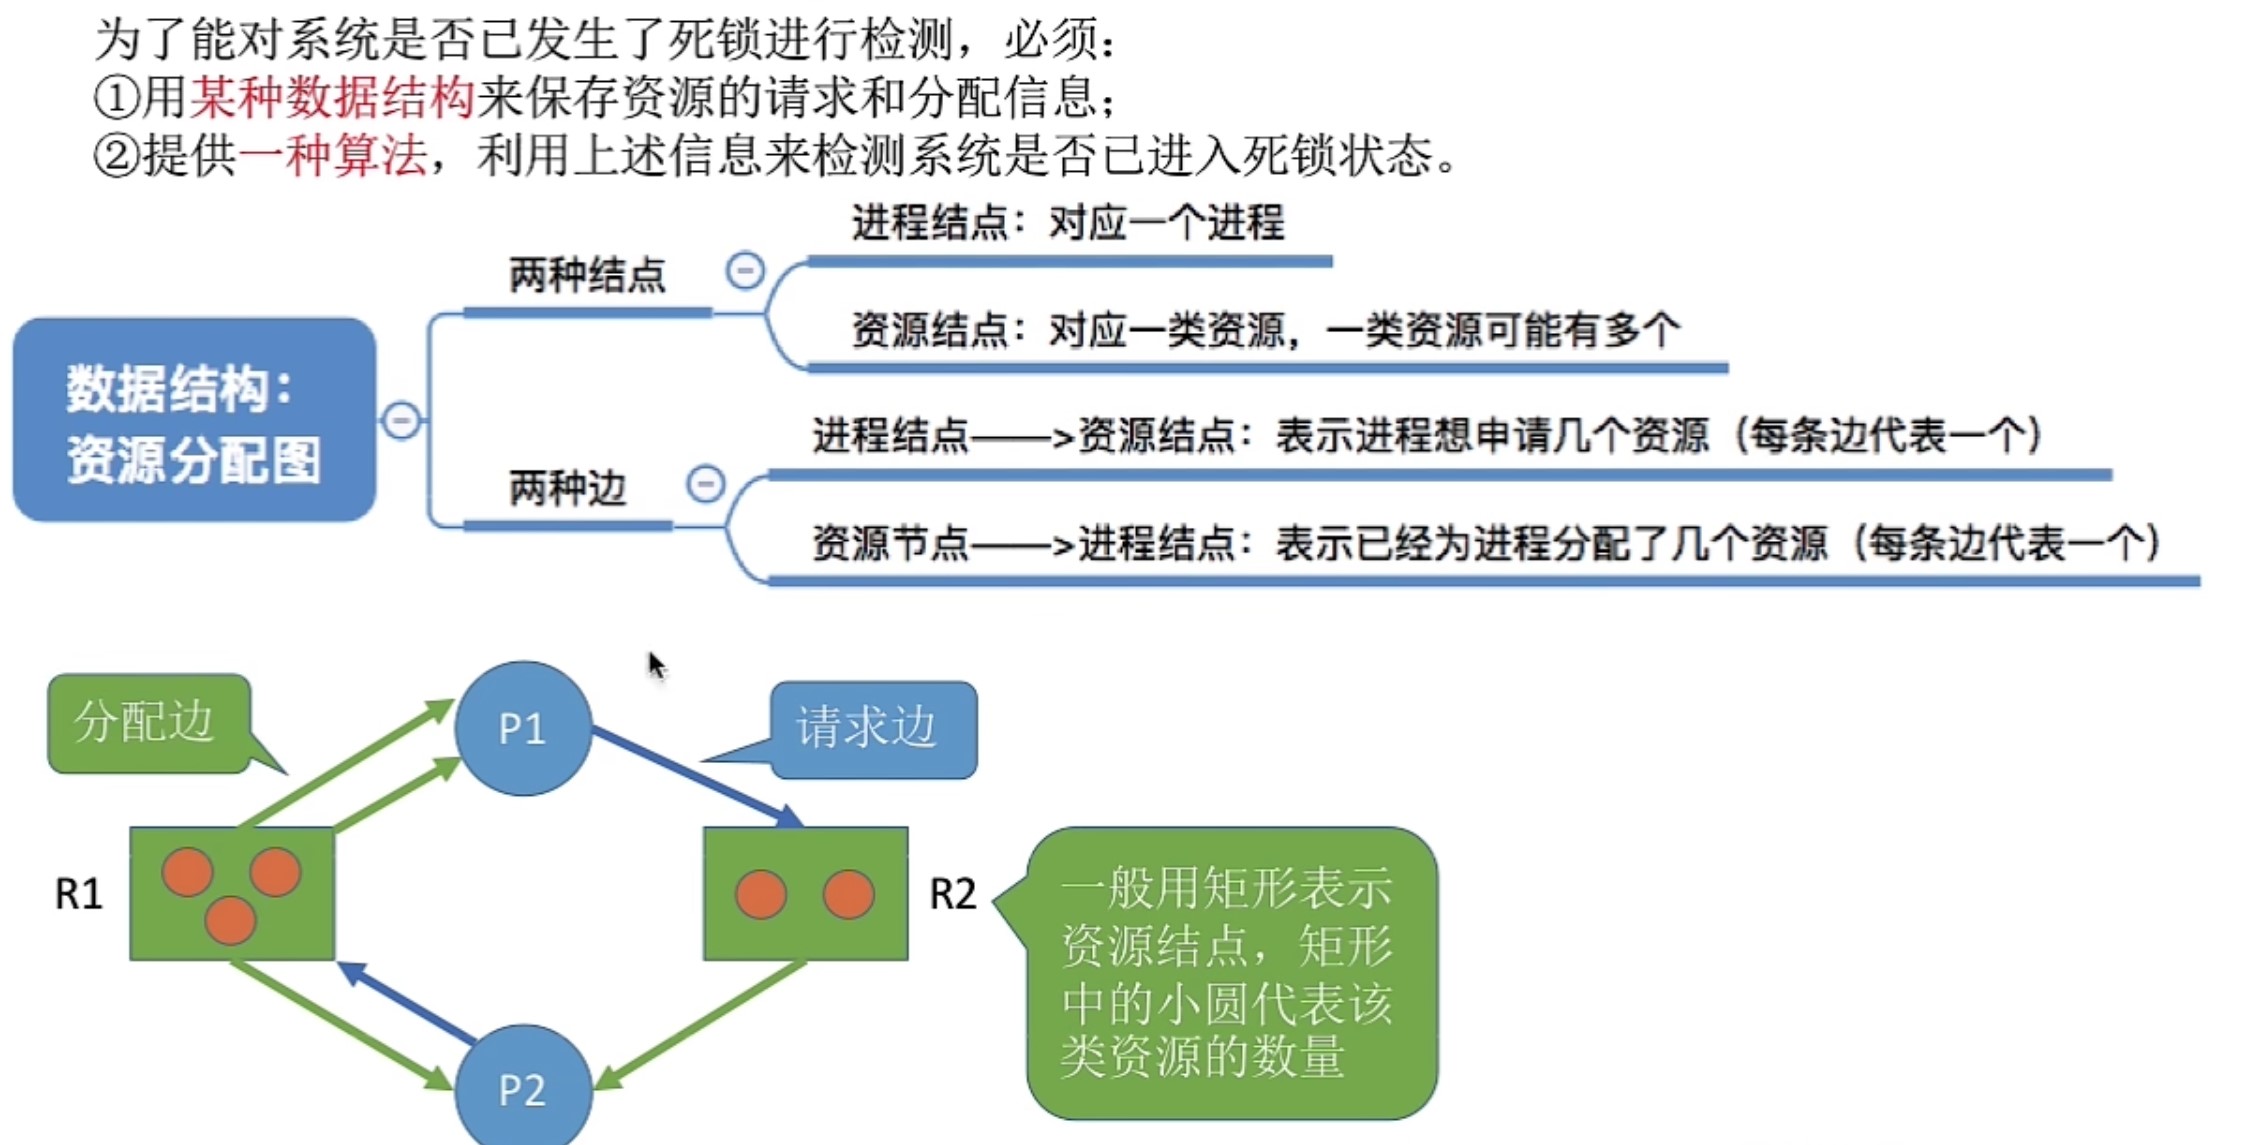 为了能对系统是否已发生了死锁进行检测，必须：
①用某种数据结构来保存资源的请求和分配信息；
②提供一种算法，利用上述信息来检测系统是否已进入死锁状态。
进程结点：对应一个进程
两种结点
资源结点：对应一类资源，一类资源可能有多个
数据结构：
资源分配图
进程结点——>资源结点：表示进程想申请几个资源（每条边代表一个）
两种边
资源节点——>进程结点：表示已经为进程分配了几个资源（每条边代表一个）
分配边
P1
请求边
R1
R2
一般用矩形表示
资源结点，矩形
中的小圆代表该
类资源的数量
P2